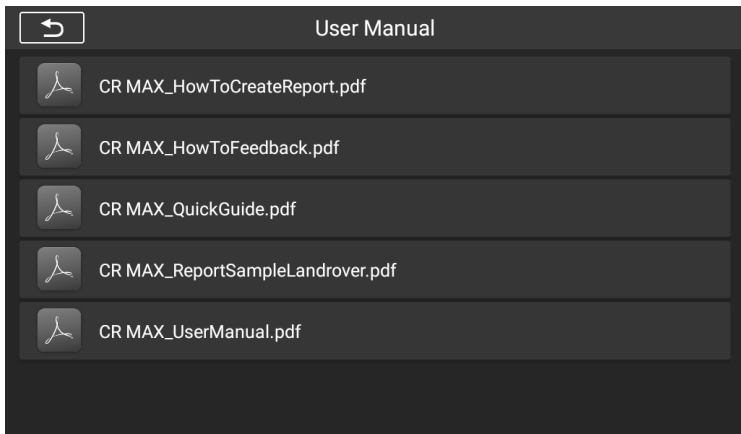 User Manual
CR MAX_HowToCreateReport.pdf
CR MAX_HowToFeedback.pdf
CR MAX_QuickGuide.pdf
CR MAX_ReportSampleLandrover.pdf
CR MAX_UserManual.pdf